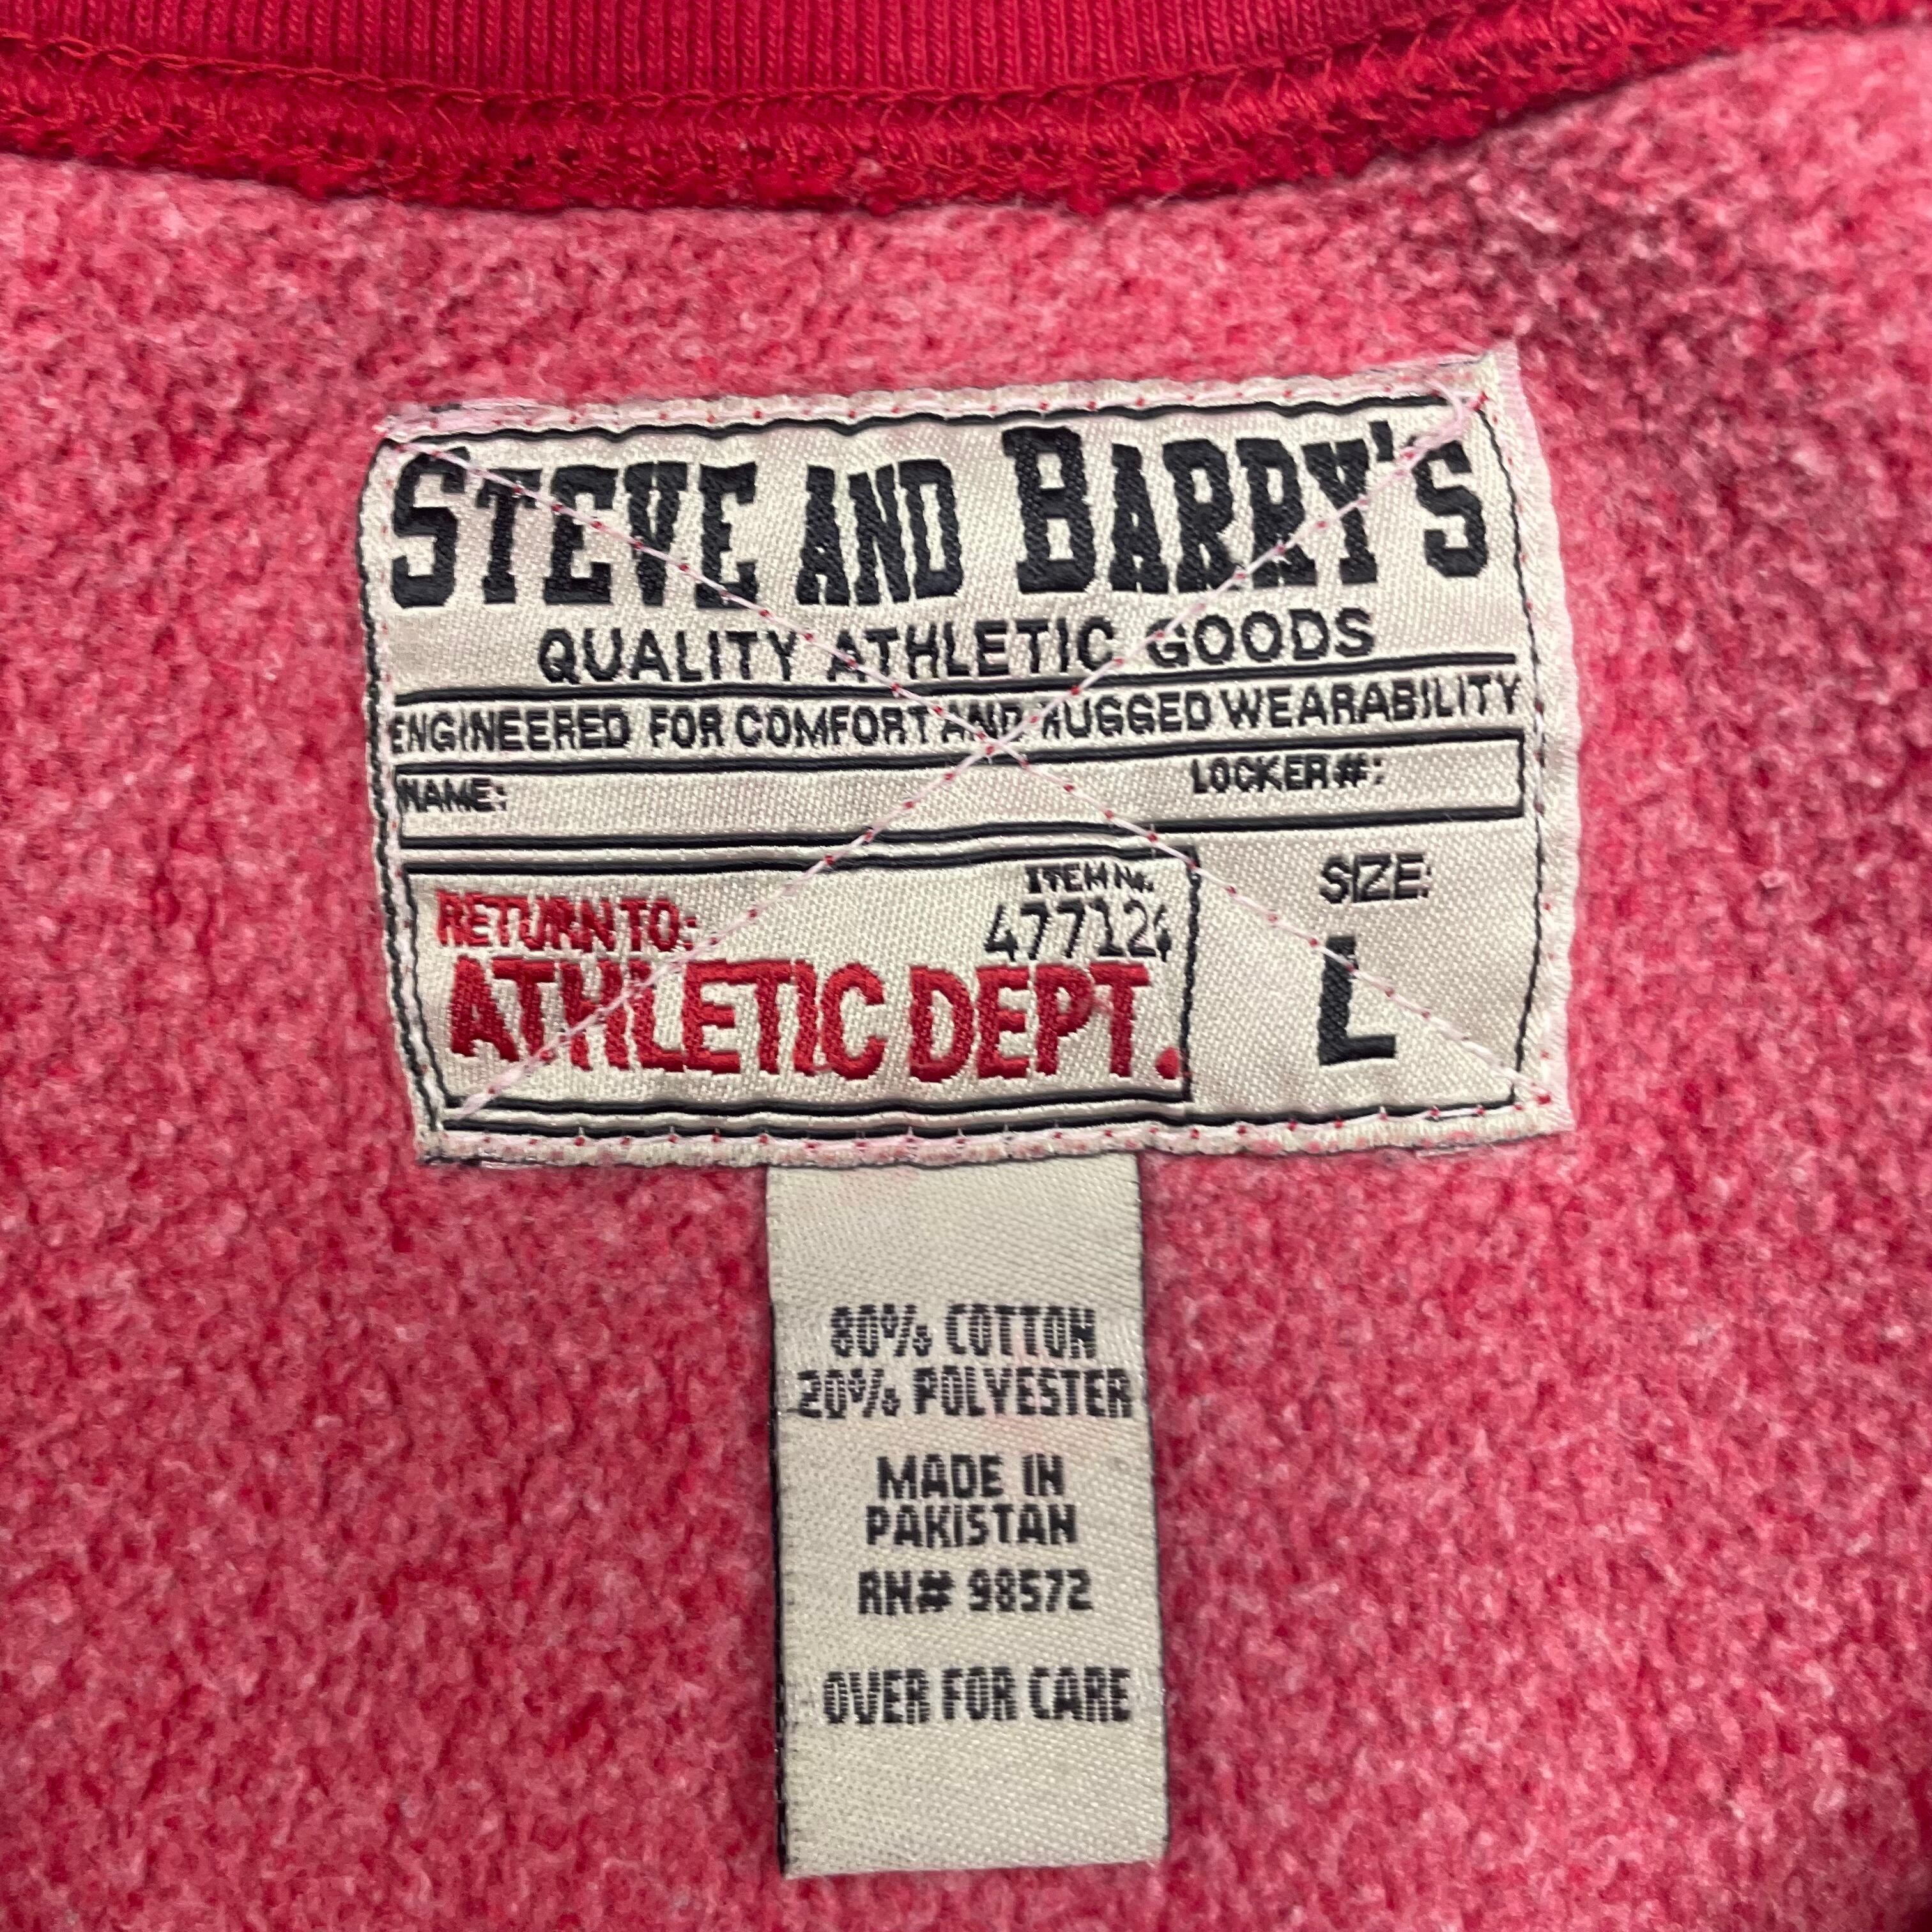 STEVE AND BARRY'S
QUALITY ATHLETIC GOODS
ENGINEERED FOR COMFORT AND RUGGED WEARABILITY
NAME: LOCKER#:
RETURN TO: ITEM No.
477124
ATHLETIC DEPT.
SIZE:
L
80% COTTON
20% POLYESTER
MADE IN
PAKISTAN
RN# 98572
OVER FOR CARE